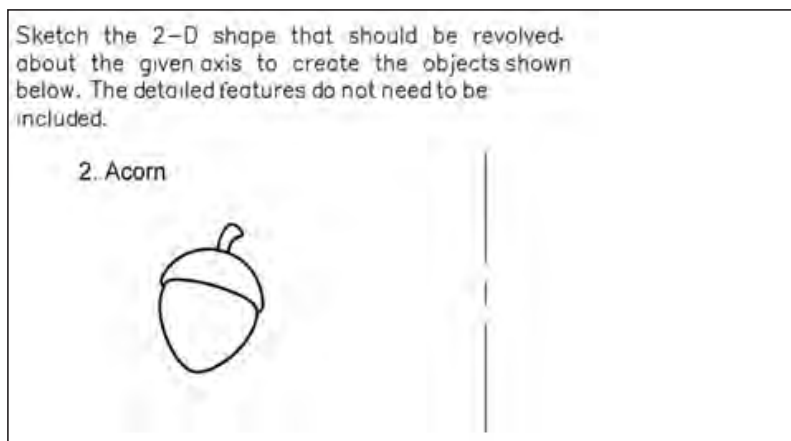 Sketch the 2-D shape that should be revolved
about the given axis to create the objects shown
below. The detailed features do not need to be
included.
2. Acorn